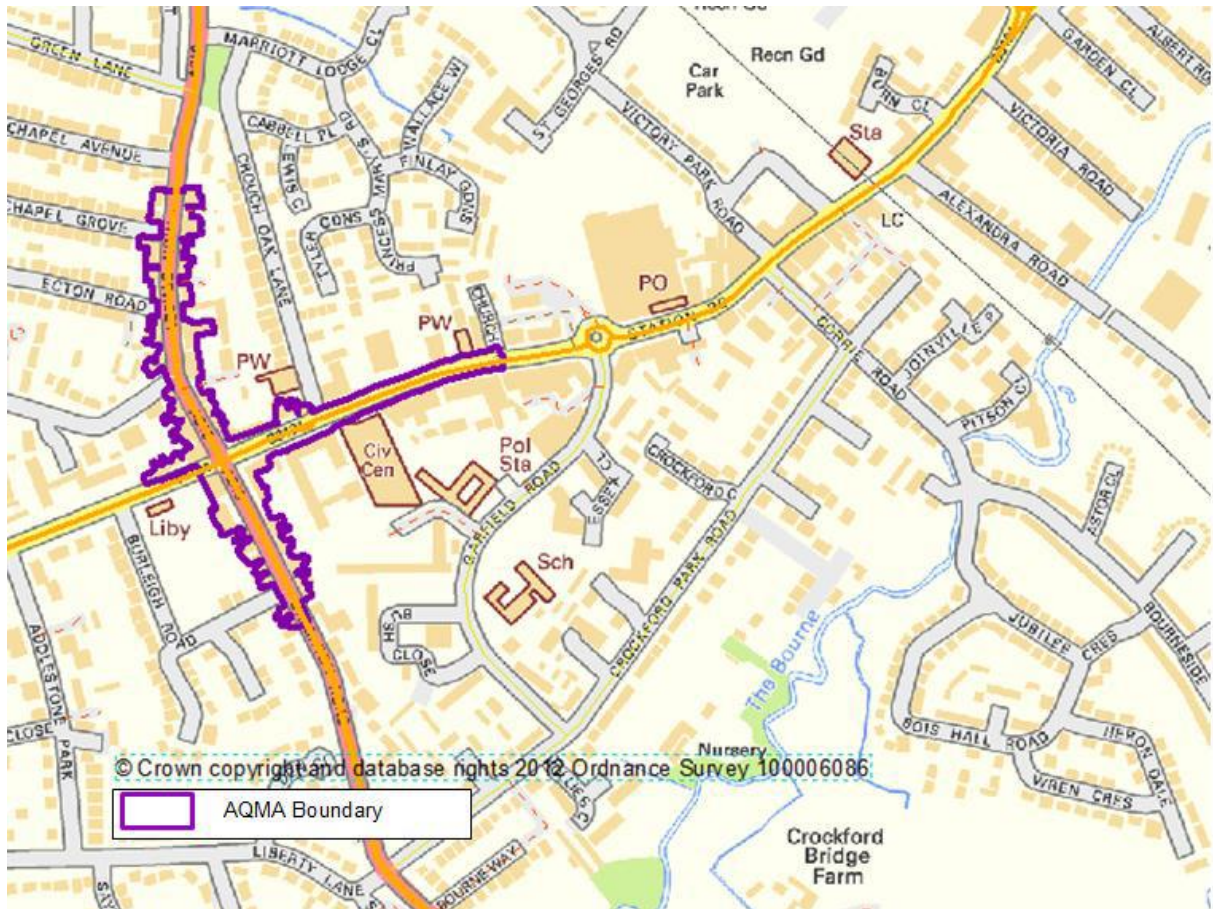 GREEN LANE
MARRIOTT LODGE CL
ST GEORGES RD
Recn Gd
Car
Park
GARDEN CL
ALBERT RD
BURN CL
VICTORIA ROAD
CHAPEL AVENUE
CABBELL PL
LEWIS C
WALLACE W
FINLAY GDNS
PRINCESS MARY'S RD
TYLER GDNS
VICTORY PARK
ROAD
Sta
LC
ALEXANDRA ROAD
CHAPEL GROVE
CROUCH OAK LANE
ECTON ROAD
CHURCH
PO
STATION RD
PW
PW
CORRIE ROAD
JOINVILLE P
PITSON CL
Civ
Cen
Pol
Sta
GARFIELD ROAD
ESSEX CL
CROCKFORD C
CROCKFORD PARK ROAD
ASTOR CL
Liby
BURLEIGH ROAD
Sch
BUSH
CLOSE
ADDLESTONE PARK
CLOSE
The Bourne
JUBILEE CRES
BOURNESIDE
BOIS HALL ROAD
HERON DALE
WREN CRES
Nursery
© Crown copyright and database rights 2012 Ordnance Survey 100006086
AQMA Boundary
LIBERTY LANE
BOURNEWAY
Crockford
Bridge
Farm